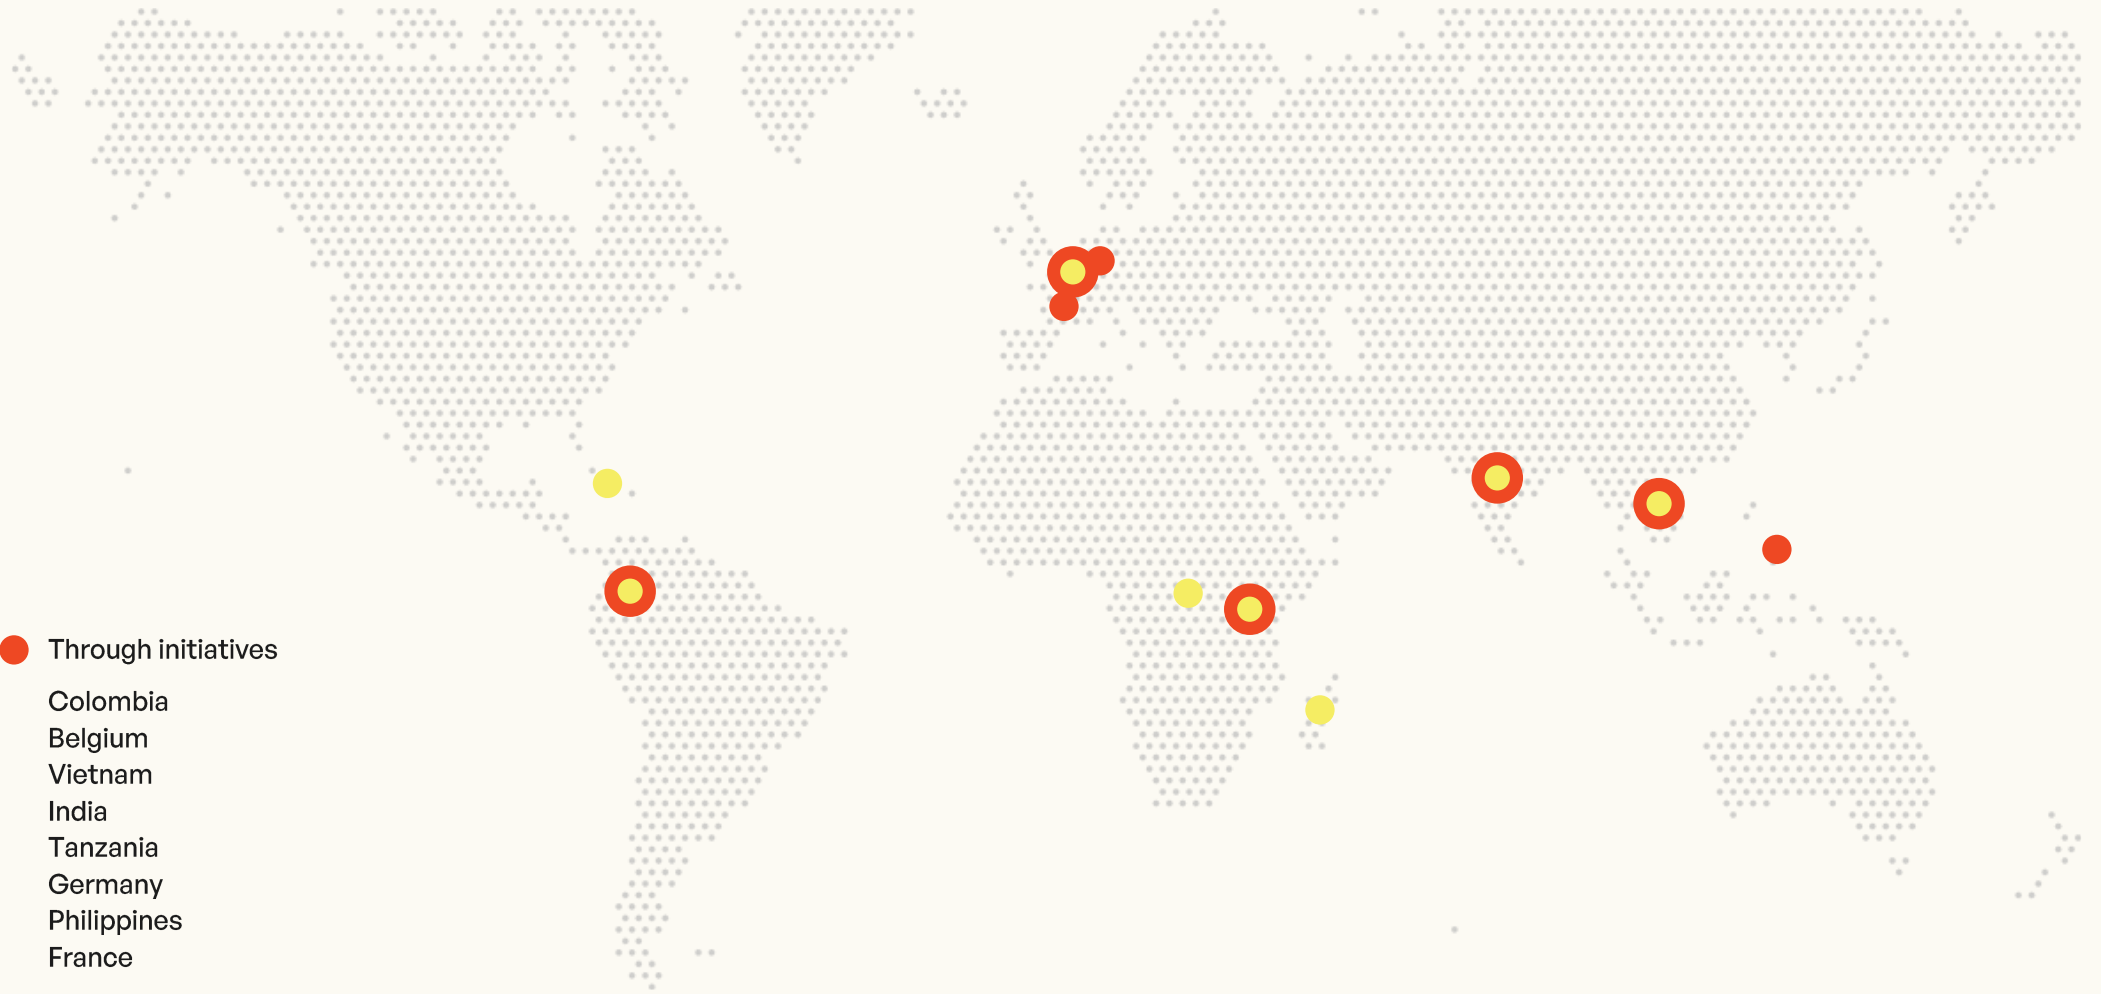 Through initiatives
Colombia
Belgium
Vietnam
India
Tanzania
Germany
Philippines
France